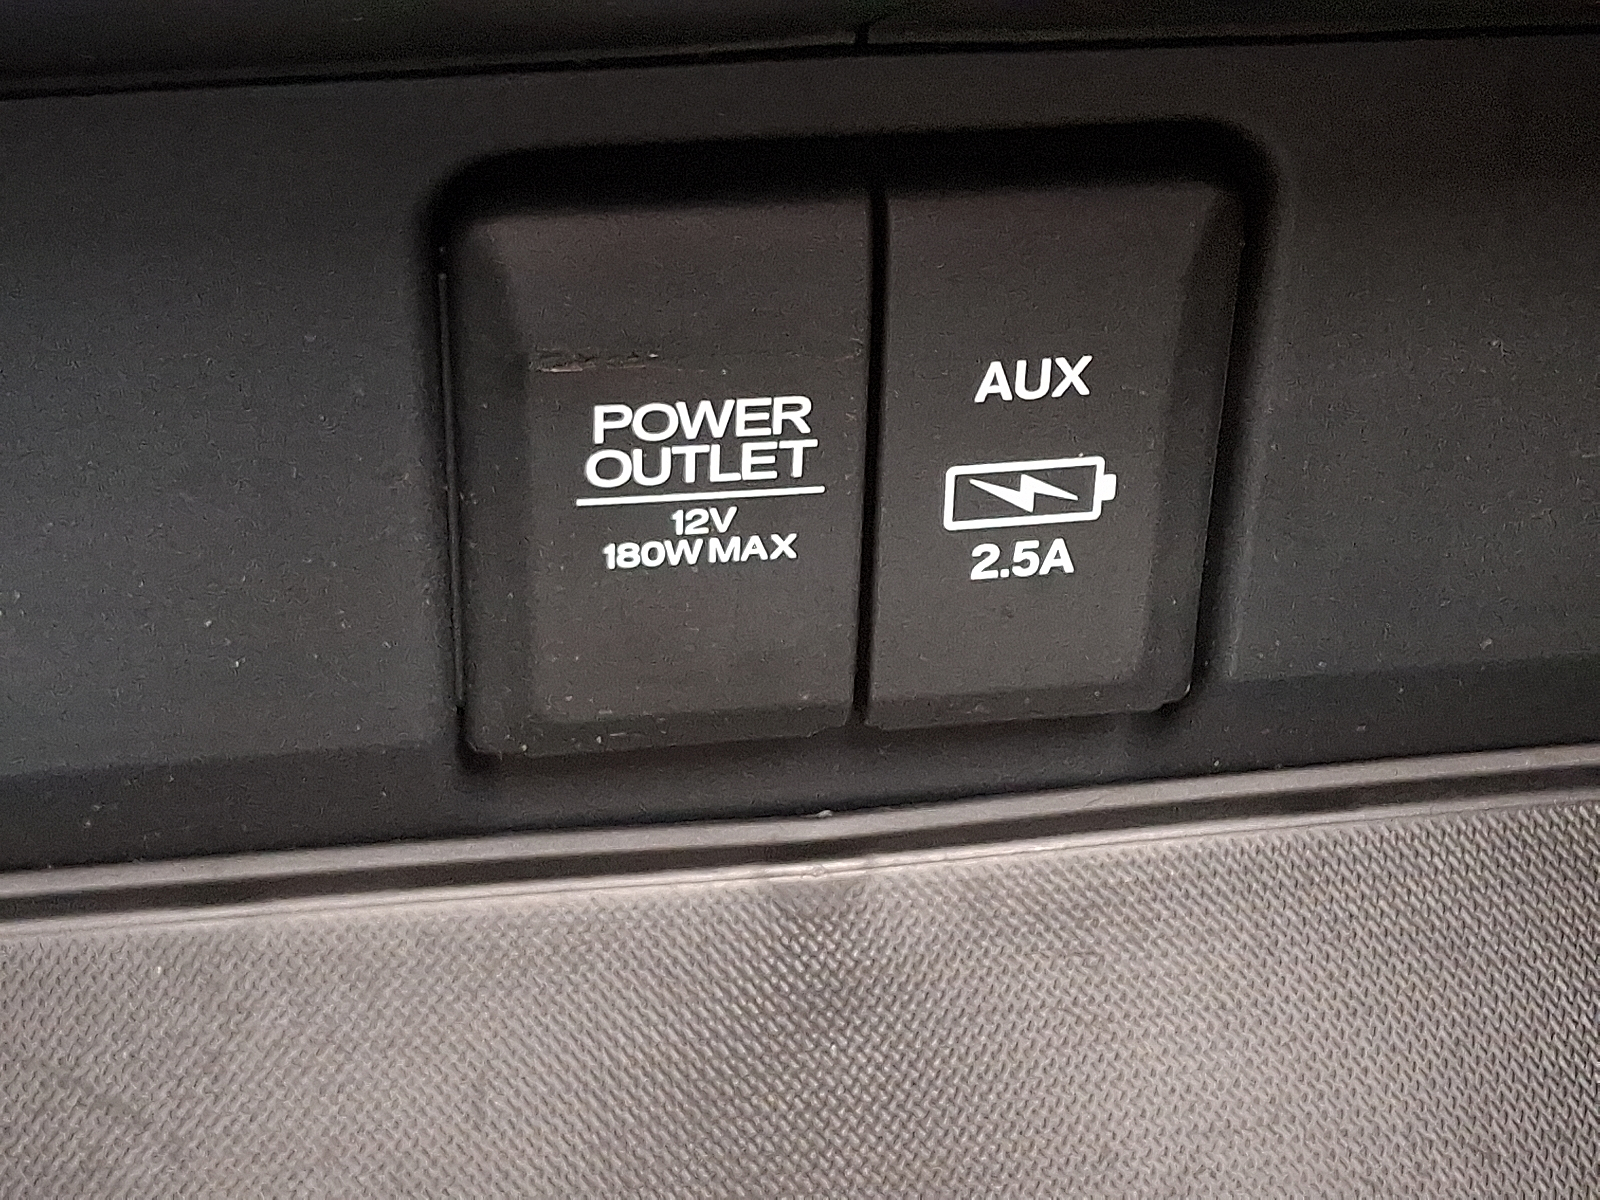 POWER
OUTLET
12V
180W MAX
AUX
2.5A